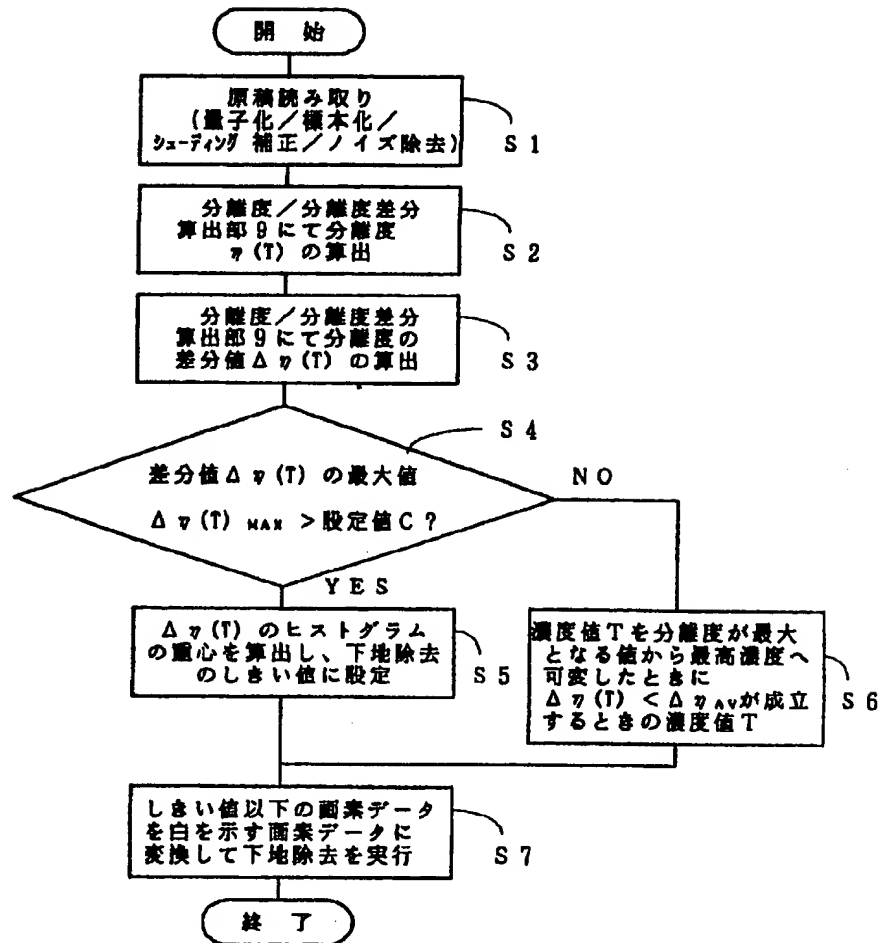 開始
原稿読み取り
(量子化／標本化／
シェーディング 補正／ノイズ除去)
S1
分離度／分離度差分
算出部9にて分離度
η(T) の算出
S2
分離度／分離度差分
算出部9にて分離度の
差分値Δη(T) の算出
S3
S4
差分値Δη(T) の最大値
Δη(T) MAX ＞設定値C？
NO
YES
Δη(T) のヒストグラム
の重心を算出し、下地除去
のしきい値に設定
S5
濃度値Tを分離度が最大
となる値から最高濃度へ
可変したときに
Δη(T) ＜Δη AVが成立
するときの濃度値T
S6
しきい値以下の画素データ
を白を示す画素データに
変換して下地除去を実行
S7
終了